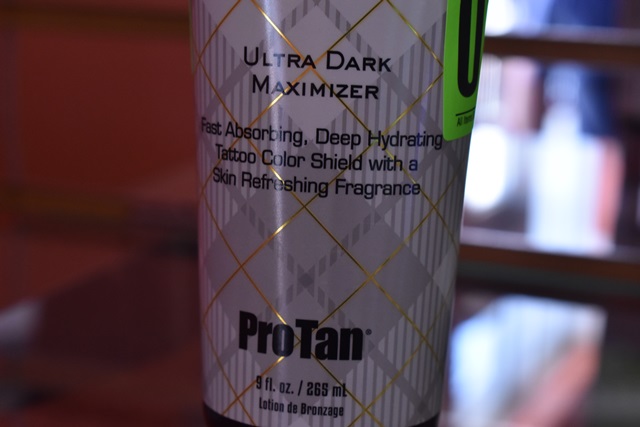 Ultra Dark
Maximizer
Fast Absorbing, Deep Hydrating
Tattoo Color Shield with a
Skin Refreshing Fragrance
ProTan®
9 fl. oz. / 265 mL
Lotion de Bronzage